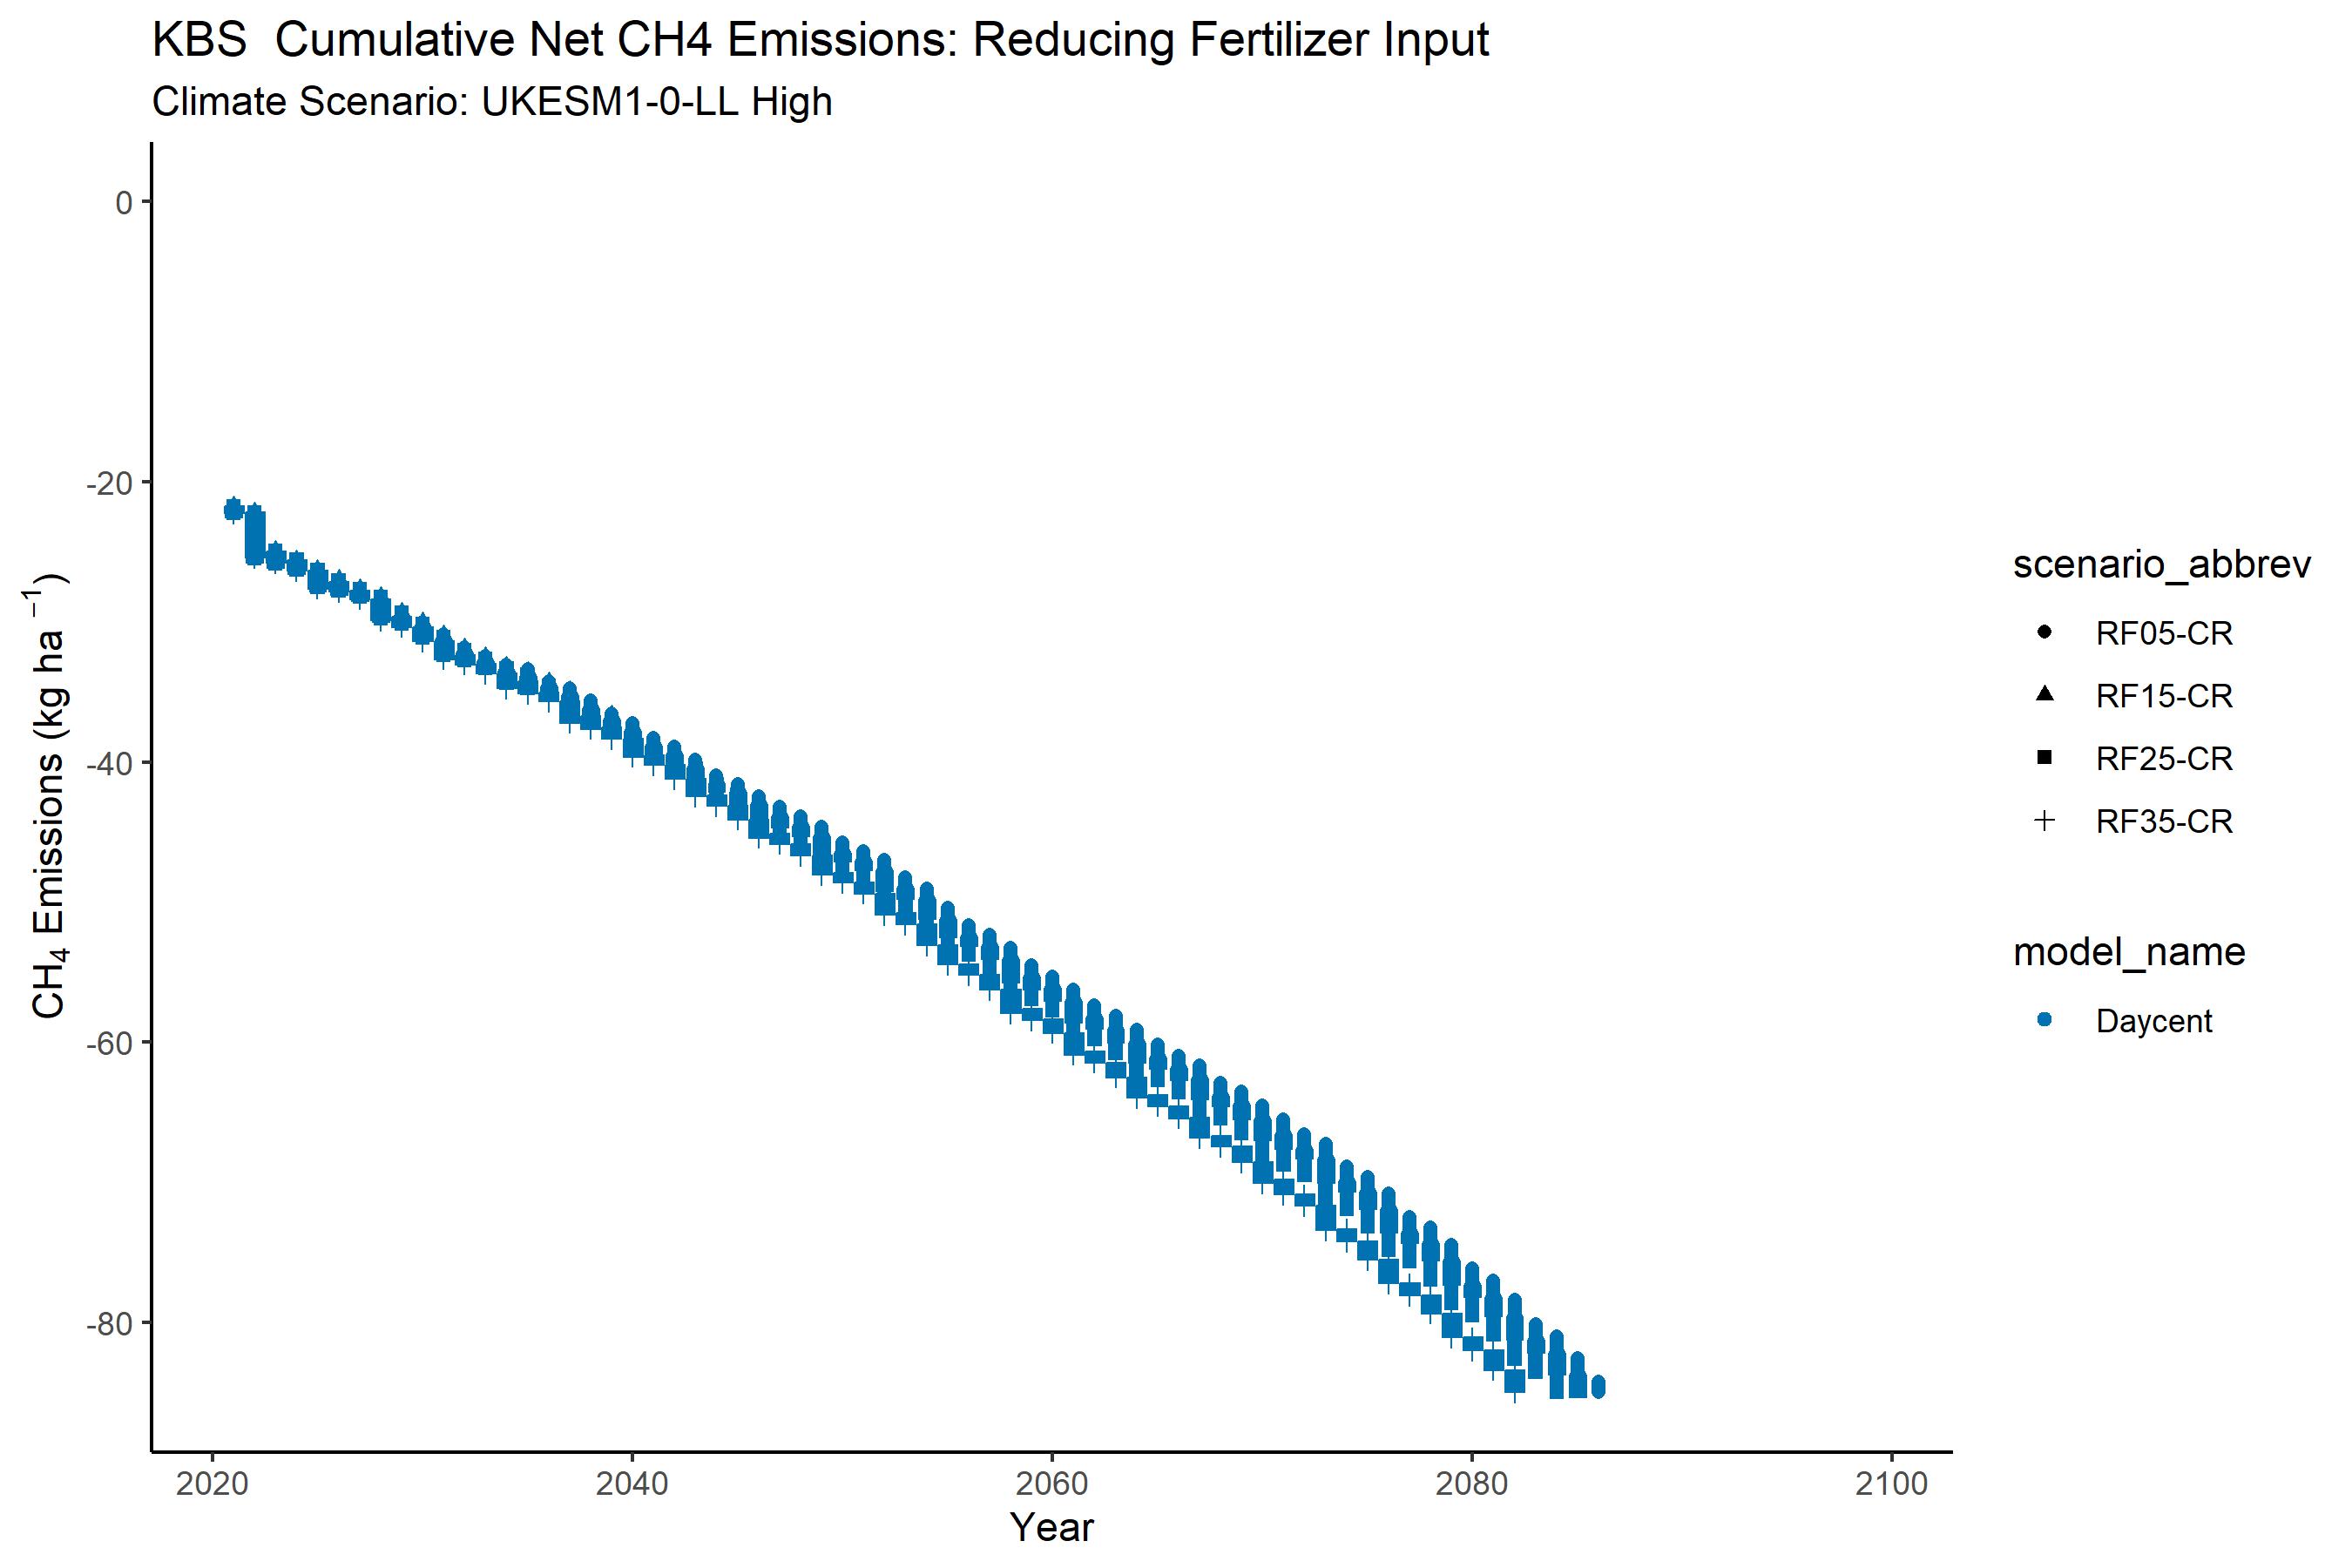 KBS  Cumulative Net CH4 Emissions: Reducing Fertilizer Input
Climate Scenario: UKESM1-0-LL High
CH₄ Emissions (kg ha ⁻¹)
0
-20
-40
-60
-80
2020
2040
2060
2080
2100
Year
scenario_abbrev
RF05-CR
RF15-CR
RF25-CR
RF35-CR
model_name
Daycent